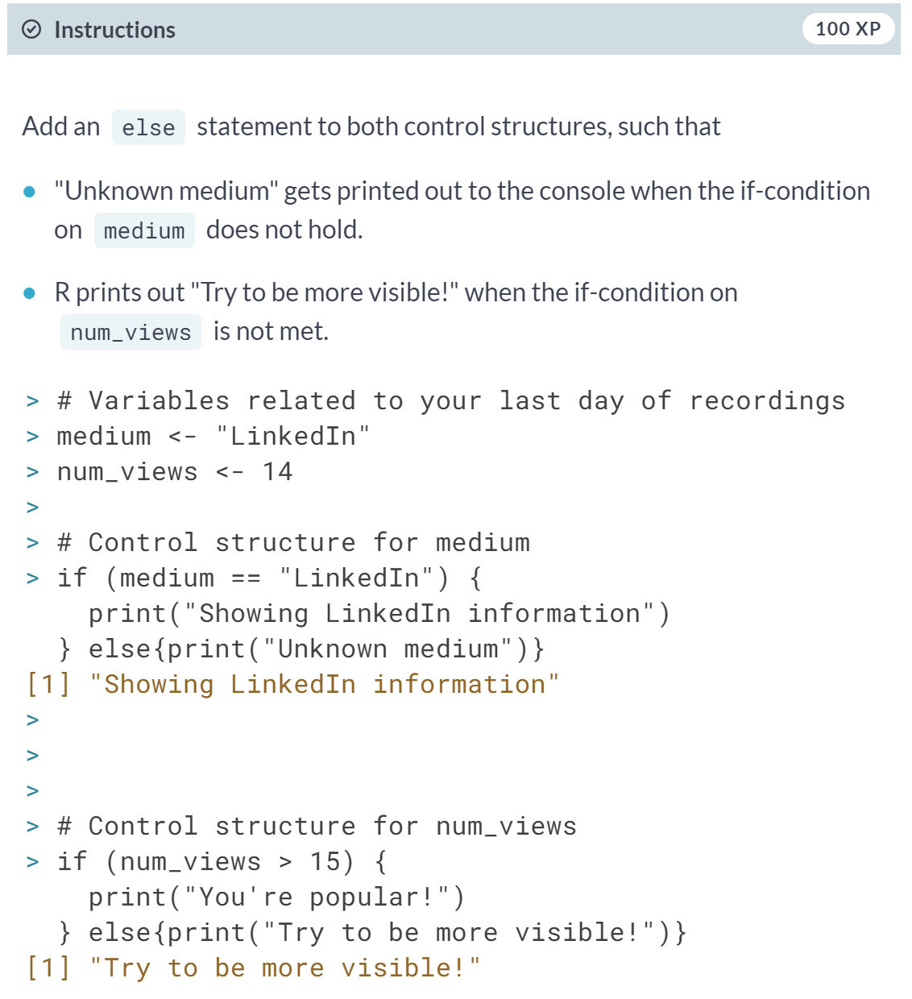 Instructions
100 XP
Add an else statement to both control structures, such that
"Unknown medium" gets printed out to the console when the if-condition
on medium does not hold.
R prints out "Try to be more visible!" when the if-condition on
num_views is not met.
> # Variables related to your last day of recordings
> medium <- "LinkedIn"
> num_views <- 14
>
> # Control structure for medium
> if (medium == "LinkedIn") {
    print("Showing LinkedIn information")
  } else{print("Unknown medium")}
[1] "Showing LinkedIn information"
>
>
>
> # Control structure for num_views
> if (num_views > 15) {
    print("You're popular!")
  } else{print("Try to be more visible!")}
[1] "Try to be more visible!"